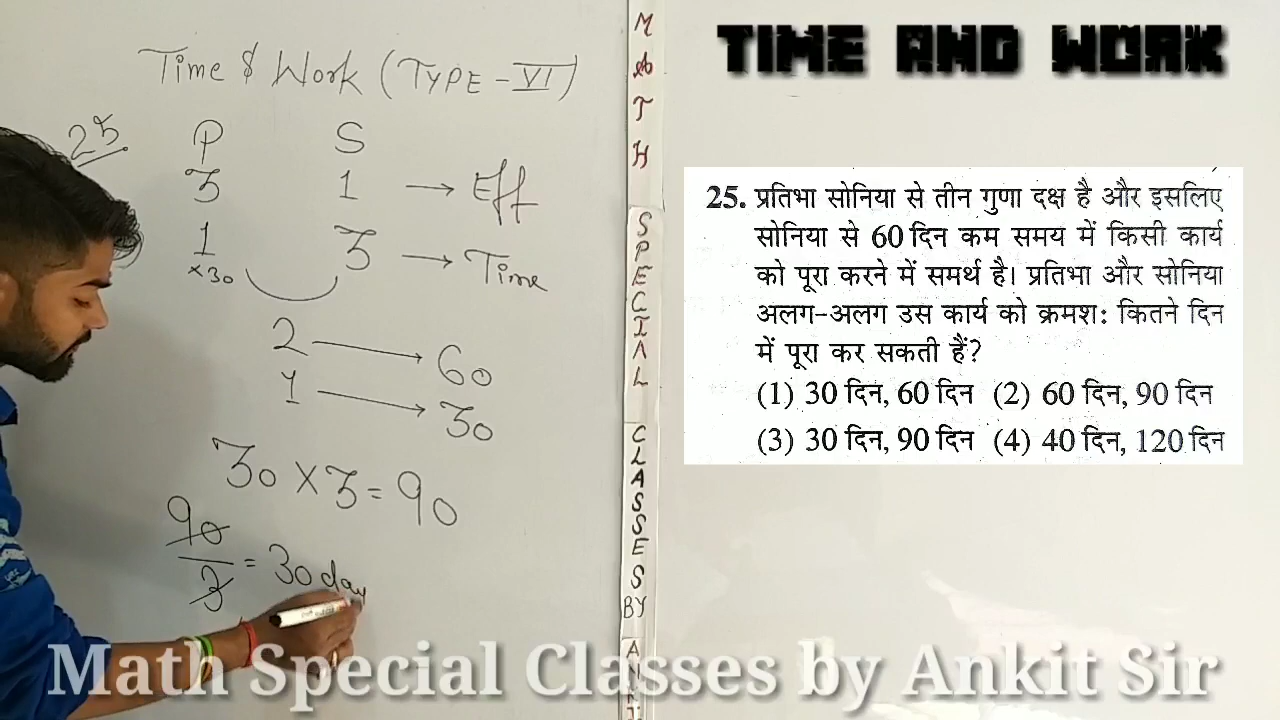 Time & Work (TYPE-VI)
25
P S
3 1 → Eff
1 3 → Time
×30
2 → 60
1 → 30
30 × 3 = 90
90
3
= 30 day
MATH SPECIAL CLASSES BY
TIME AND WORK
25. प्रतिभा सोनिया से तीन गुणा दक्ष है और इसलिए
सोनिया से 60 दिन कम समय में किसी कार्य
को पूरा करने में समर्थ है। प्रतिभा और सोनिया
अलग-अलग उस कार्य को क्रमश: कितने दिन
में पूरा कर सकती हैं?
(1) 30 दिन, 60 दिन (2) 60 दिन, 90 दिन
(3) 30 दिन, 90 दिन (4) 40 दिन, 120 दिन
Math Special Classes by Ankit Sir